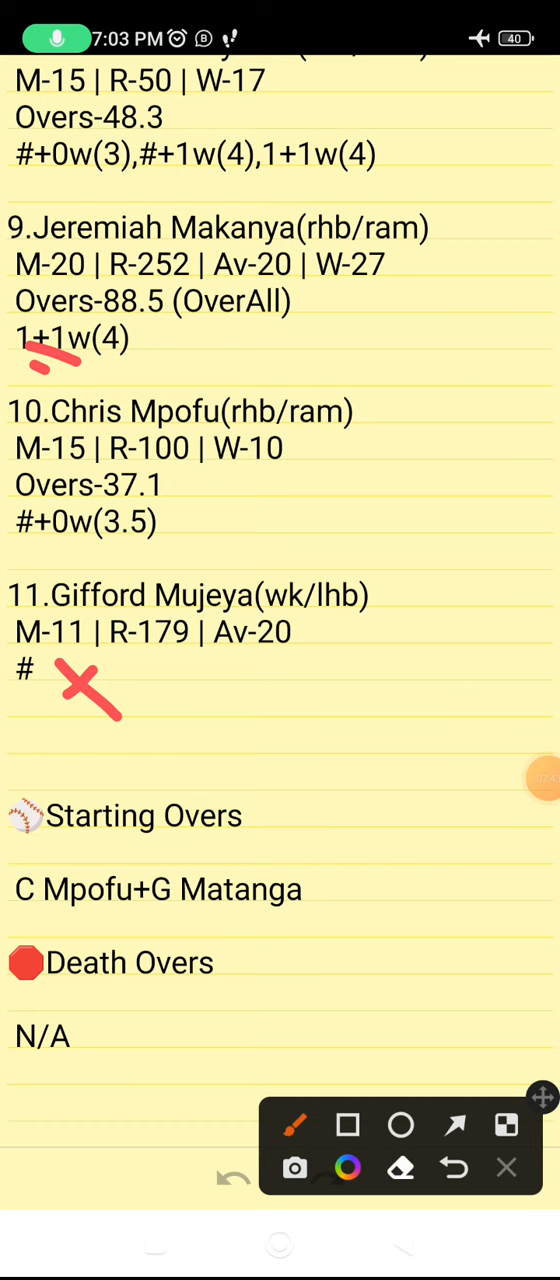 7:03 PM
40
M-15 | R-50 | W-17
Overs-48.3
#+0w(3),#+1w(4),1+1w(4)
9.Jeremiah Makanya(rhb/ram)
M-20 | R-252 | Av-20 | W-27
Overs-88.5 (OverAll)
1+1w(4)
10.Chris Mpofu(rhb/ram)
M-15 | R-100 | W-10
Overs-37.1
#+0w(3.5)
11.Gifford Mujeya(wk/lhb)
M-11 | R-179 | Av-20
#
07:43
Starting Overs
C Mpofu+G Matanga
Death Overs
N/A